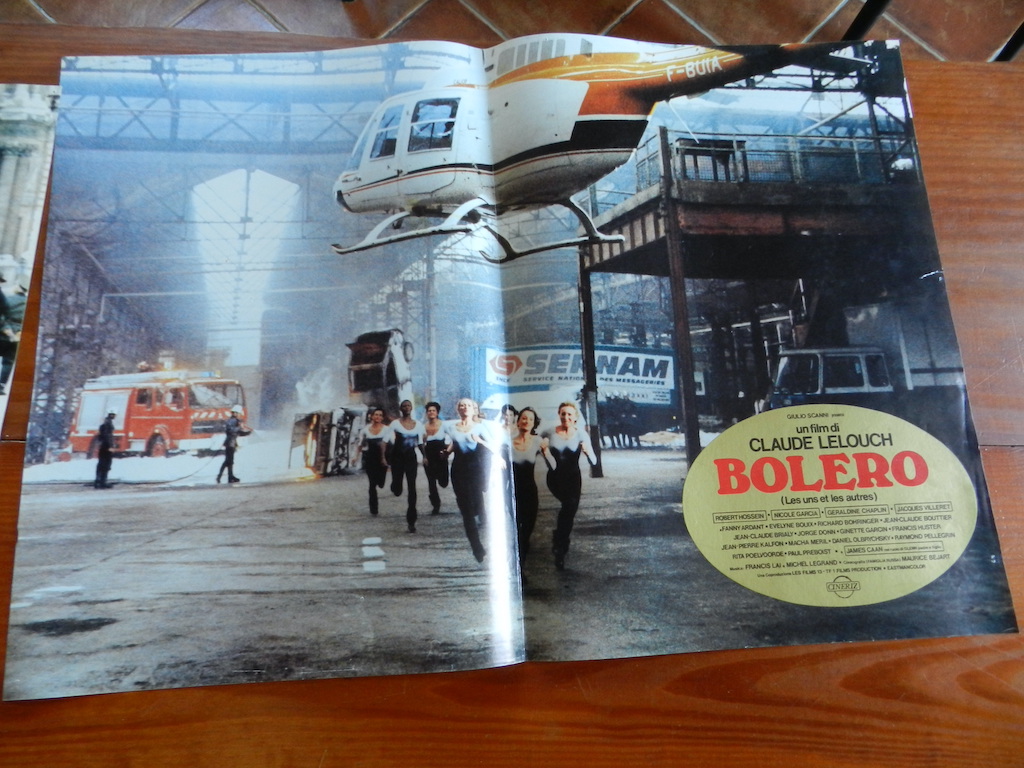 F-BUTA
SERNAM
SERVICE NATIONAL DES MESSAGERIES
GIULIO SCANNI
un film di
CLAUDE LELOUCH
BOLERO
(Les uns et les autres)
ROBERT HOSSEIN • NICOLE GARCIA • GERALDINE CHAPLIN • JACQUES VILLERET
• FANNY ARDANT • EVELYNE BOUIX • RICHARD BOHRINGER • JEAN-CLAUDE BOUTTIER
JEAN-CLAUDE BRIALY • JORGE DONN • GINETTE GARCIN • FRANCIS HUSTER
JEAN-PIERRE KALFON • MACHA MERIL • DANIEL OLBRYCHSKI • RAYMOND PELLEGRIN
RITA POELVOORDE • PAUL PREBOIST • • JAMES CAAN
Musica: FRANCIS LAI e MICHEL LEGRAND • MAURICE BEJART
LES FILMS 13 - TF 1 FILMS PRODUCTION • EASTMANCOLOR
CINERIZ